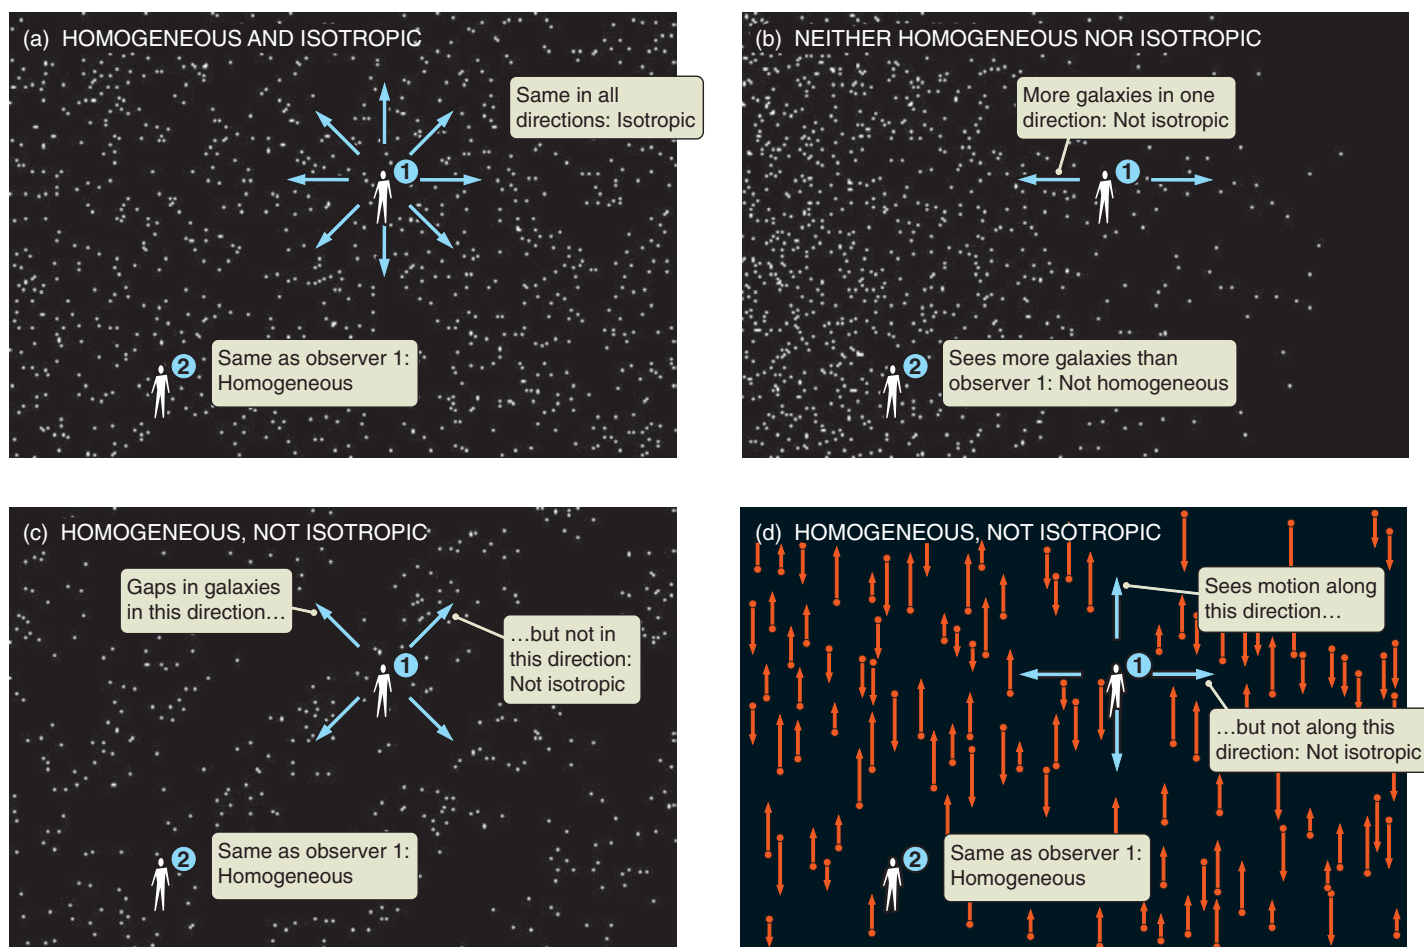 (a) HOMOGENEOUS AND ISOTROPIC
Same in all
directions: Isotropic
1
2
Same as observer 1:
Homogeneous
(b) NEITHER HOMOGENEOUS NOR ISOTROPIC
More galaxies in one
direction: Not isotropic
1
2
Sees more galaxies than
observer 1: Not homogeneous
(c) HOMOGENEOUS, NOT ISOTROPIC
Gaps in galaxies
in this direction…
1
…but not in
this direction:
Not isotropic
2
Same as observer 1:
Homogeneous
(d) HOMOGENEOUS, NOT ISOTROPIC
Sees motion along
this direction…
1
…but not along this
direction: Not isotropic
2
Same as observer 1:
Homogeneous